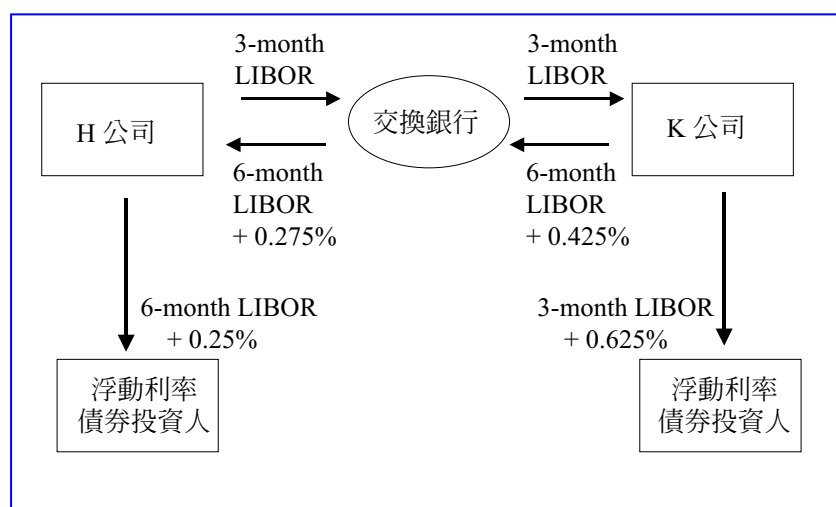 3-month
LIBOR
3-month
LIBOR
H 公司
交換銀行
K 公司
6-month
LIBOR
+ 0.275%
6-month
LIBOR
+ 0.425%
6-month LIBOR
+ 0.25%
3-month LIBOR
+ 0.625%
浮動利率
債券投資人
浮動利率
債券投資人